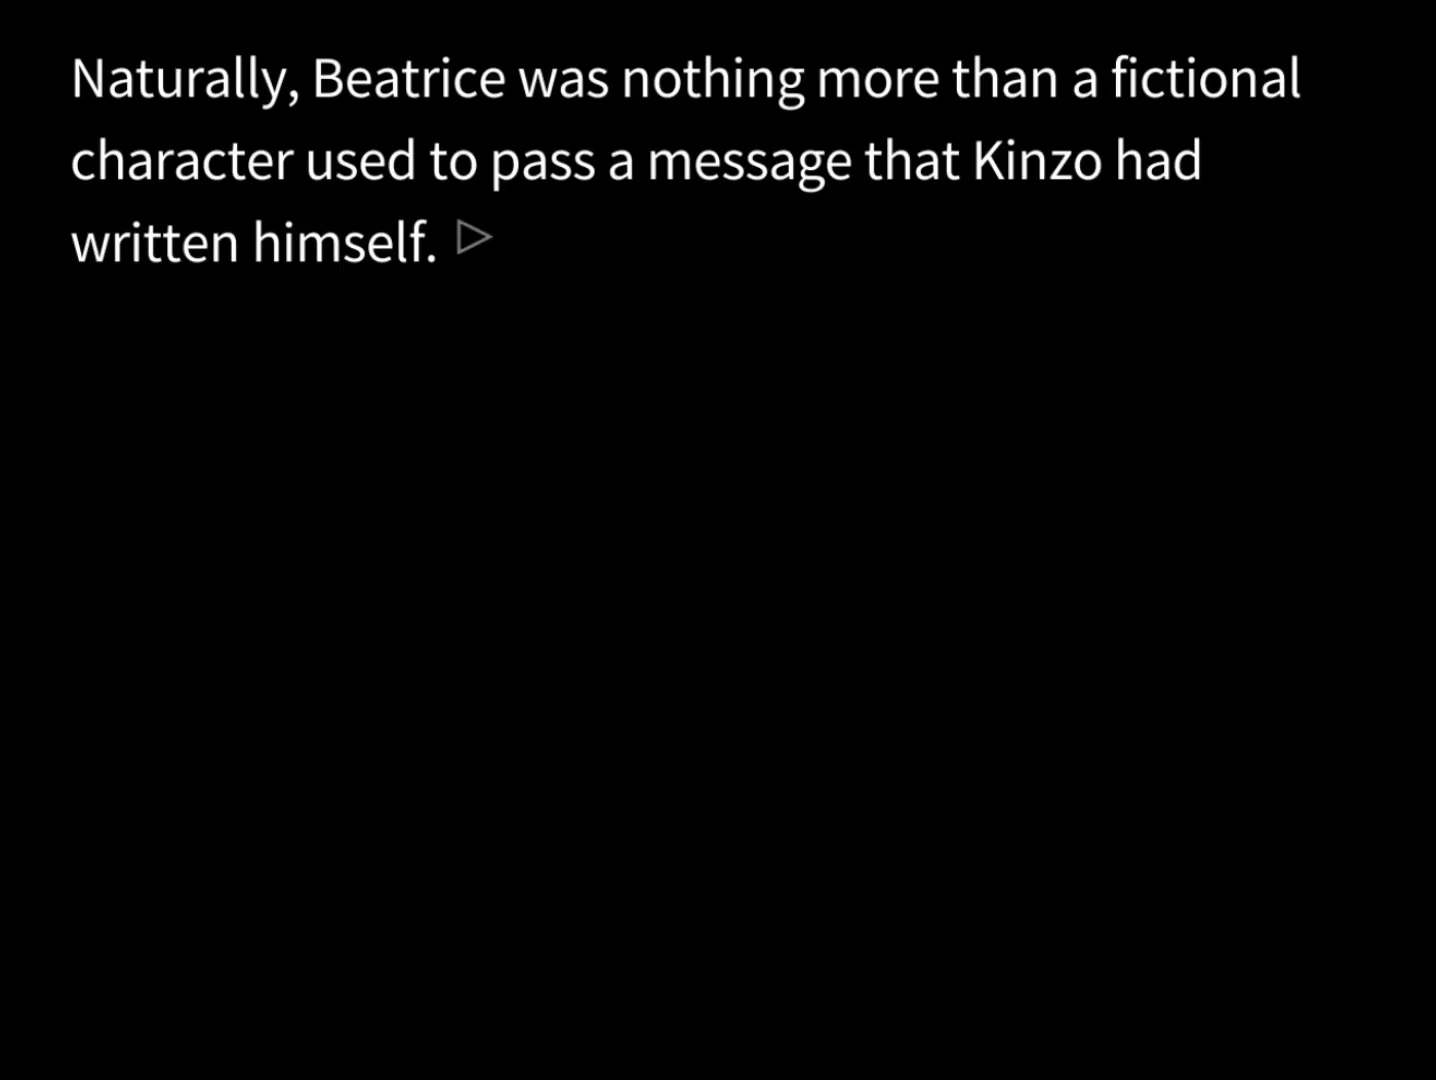 Naturally, Beatrice was nothing more than a fictional
character used to pass a message that Kinzo had
written himself.